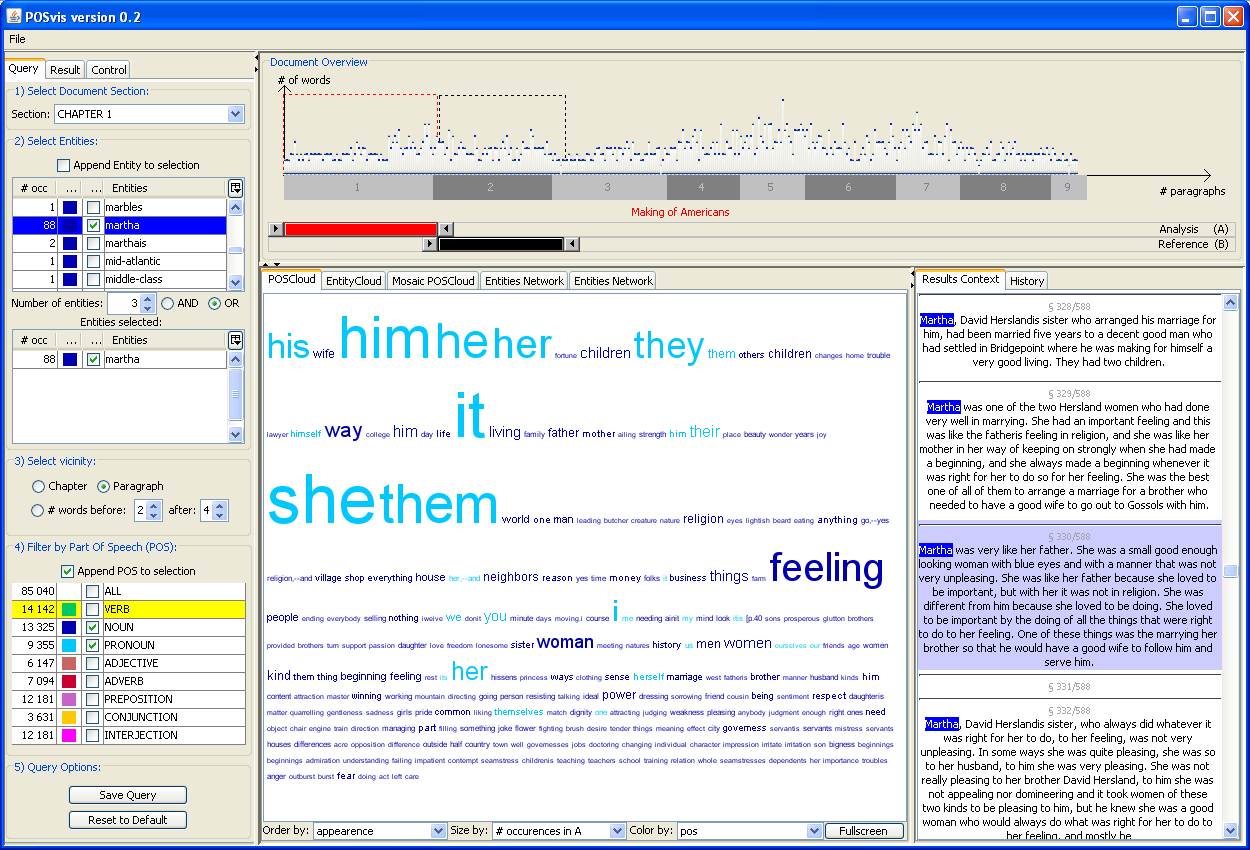 POSvis version 0.2
File
Query Result Control
1) Select Document Section:
Section: CHAPTER 1
2) Select Entities:
Append Entity to selection
# occ ... ... Entities
1 marbles
88 martha
2 marthais
1 mid-atlantic
1 middle-class
Number of entities: 3 AND OR
Entities selected:
# occ ... ... Entities
88 martha
3) Select vicinity:
Chapter Paragraph
# words before: 2 after: 4
4) Filter by Part Of Speech (POS):
Append POS to selection
85 040 ALL
14 142 VERB
13 325 NOUN
9 355 PRONOUN
6 147 ADJECTIVE
7 094 ADVERB
12 181 PREPOSITION
3 631 CONJUNCTION
12 181 INTERJECTION
5) Query Options:
Save Query
Reset to Default
Document Overview
# of words
1 2 3 4 5 6 7 8 9
# paragraphs
Making of Americans
Analysis (A)
Reference (B)
POSCloud EntityCloud Mosaic POSCloud Entities Network Entities Network
his wife him he her fortune children they them others children changes home trouble
lawyer himself way college him day life it living family father mother ailing strength him their place beauty wonder years joy
she them world one man leading butcher creature nature religion eyes lightish beard eating anything go,--yes
religion,--and village shop everything house her,--and neighbors reason yes time money folks it business things farm feeling
people ending everybody selling nothing iweive we donit you minute days moving.i course i me needing ainit my mind look itis [p.40 sons prosperous glutton brothers
provided brothers turn support passion daughter love freedom lonesome sister woman meeting natures history us men women ourselves our friends age women
kind them thing beginning feeling rest its her hissens princess ways clothing sense herself marriage west fathers brother manner husband kinds him
content attraction master winning working mountain directing going person resisting talking ideal power dressing sorrowing friend cousin being sentiment respect daughteris
matter quarrelling gentleness sadness girls pride common liking themselves match dignity one attracting judging weakness pleasing anybody judgment enough right ones need
object chair engine train direction managing part filling something joke flower fighting brush desire tender things meaning effect city governess servantis servants mistress servants
houses differences acre opposition difference outside half country town well governesses jobs doctoring changing individual character impression irritate irritation son bigness beginnings
beginnings admiration understanding failing impatient contempt seamstress childrenis teaching teachers school training relation whole seamstresses dependents her importance troubles
anger outburst burst fear doing act left care
Order by: appearence Size by: # occurences in A Color by: pos Fullscreen
Results Context History
§ 328/588
Martha, David Herslandis sister who arranged his marriage for
him, had been married five years to a decent good man who
had settled in Bridgepoint where he was making for himself a
very good living. They had two children.
§ 329/588
Martha was one of the two Hersland women who had done
very well in marrying. She had an important feeling and this
was like the fatheris feeling in religion, and she was like her
mother in her way of keeping on strongly when she had made
a beginning, and she always made a beginning whenever it
was right for her to do so for her feeling. She was the best
one of all of them to arrange a marriage for a brother who
needed to have a good wife to go out to Gossols with him.
§ 330/588
Martha was very like her father. She was a small good enough
looking woman with blue eyes and with a manner that was not
very unpleasing. She was like her father because she loved to
be important, but with her it was not in religion. She was
different from him because she loved to be doing. She loved
to be important by the doing of all the things that were right
to do to her feeling. One of these things was the marrying her
brother so that he would have a good wife to follow him and
serve him.
§ 331/588
§ 332/588
Martha, David Herslandis sister, who always did whatever it
was right for her to do, to her feeling, was not very
unpleasing. In some ways she was quite pleasing, she was so
to her husband, to him she was very pleasing. She was not
really pleasing to her brother David Hersland, to him she was
not appealing nor domineering and it took women of these
two kinds to be pleasing to him, but he knew she was a good
woman who would always do what was right for her to do to
her feeling, and mostly be